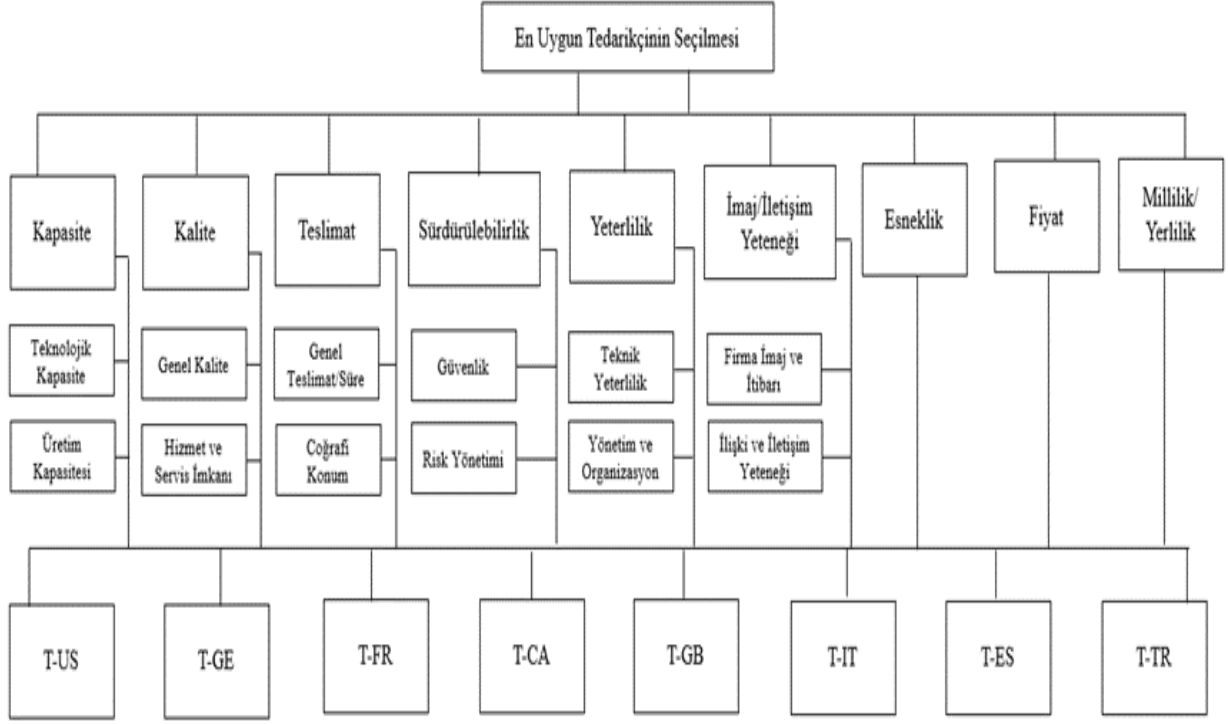 En Uygun Tedarikçinin Seçilmesi
Kapasite
Kalite
Teslimat
Sürdürülebilirlik
Yeterlilik
İmaj/İletişim
Yeteneği
Esneklik
Fiyat
Millilik/
Yerlilik
Teknolojik
Kapasite
Genel Kalite
Genel
Teslimat/Süre
Güvenlik
Teknik
Yeterlilik
Firma İmaj ve
İtibarı
Üretim
Kapasitesi
Hizmet ve
Servis İmkanı
Coğrafi
Konum
Risk Yönetimi
Yönetim ve
Organizasyon
İlişki ve İletişim
Yeteneği
T-US
T-GE
T-FR
T-CA
T-GB
T-IT
T-ES
T-TR